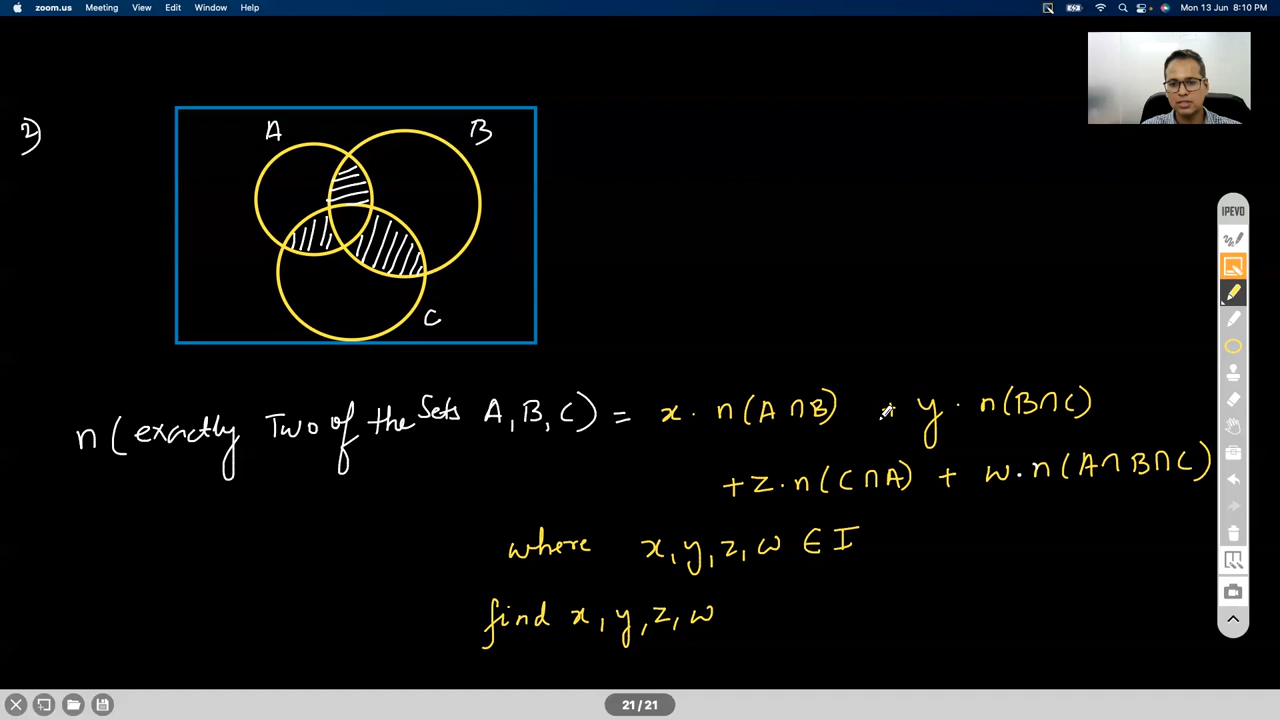 zoom.us Meeting View Edit Window Help Mon 13 Jun 8:10 PM
2)
A B
C
IPEVO
n(exactly Two of the Sets A, B, C) = x · n(A∩B) + y · n(B∩C)
+ z · n(C∩A) + w · n(A∩B∩C)
where x, y, z, w ∈ I
find x, y, z, w
21 / 21